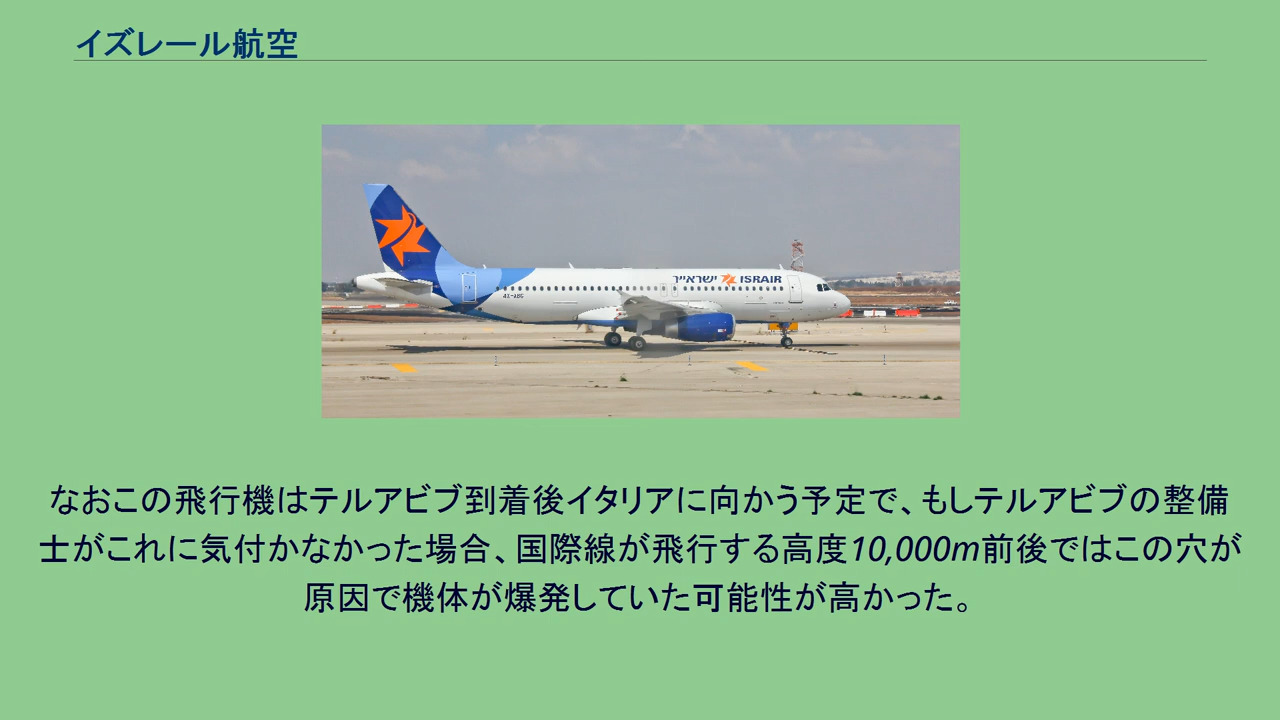 イズレール航空
ישראייר ISRAIR
4X-ABG
なおこの飛行機はテルアビブ到着後イタリアに向かう予定で、もしテルアビブの整備
士がこれに気付かなかった場合、国際線が飛行する高度10,000m前後ではこの穴が
原因で機体が爆発していた可能性が高かった。